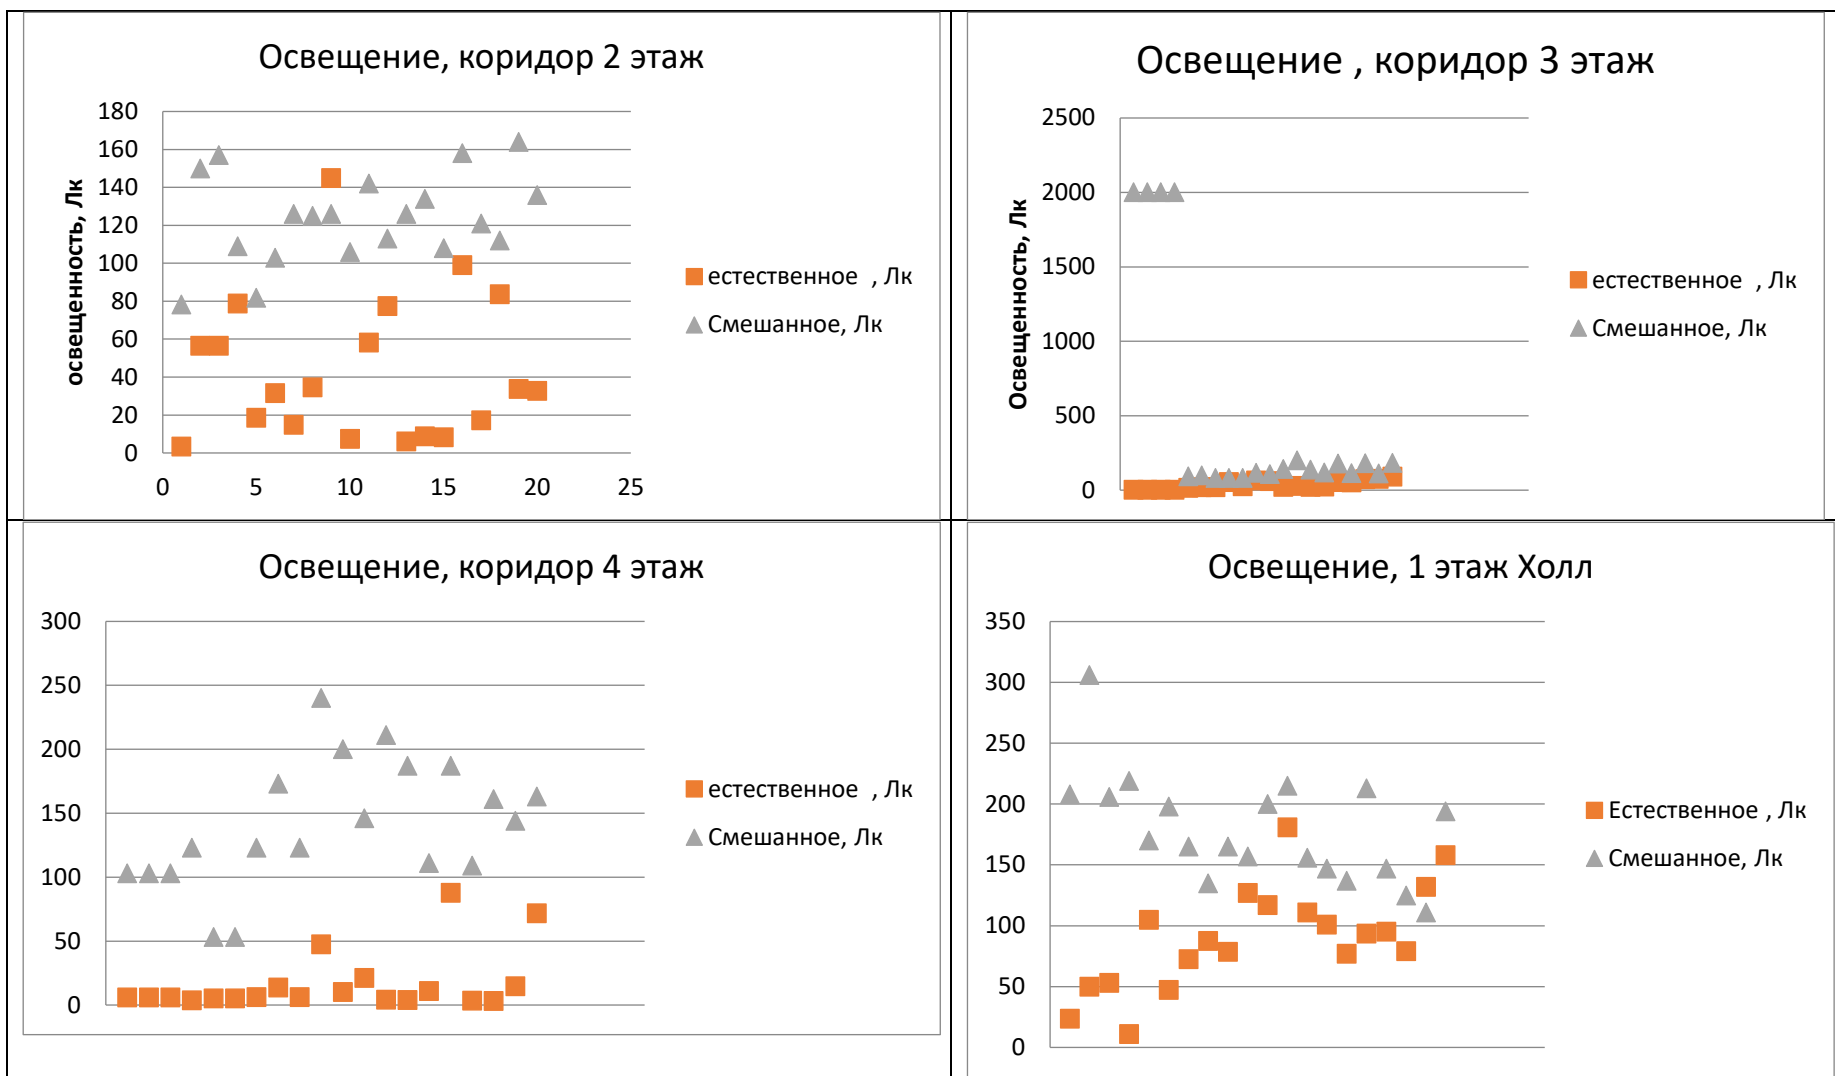 Освещение, коридор 2 этаж
180
160
140
120
100
80
60
40
20
0
0 5 10 15 20 25
освещенность, Лк
естественное , Лк
Смешанное, Лк
Освещение , коридор 3 этаж
2500
2000
1500
1000
500
0
Освещенность, Лк
естественное , Лк
Смешанное, Лк
Освещение, коридор 4 этаж
300
250
200
150
100
50
0
естественное , Лк
Смешанное, Лк
Освещение, 1 этаж Холл
350
300
250
200
150
100
50
0
Естественное , Лк
Смешанное, Лк